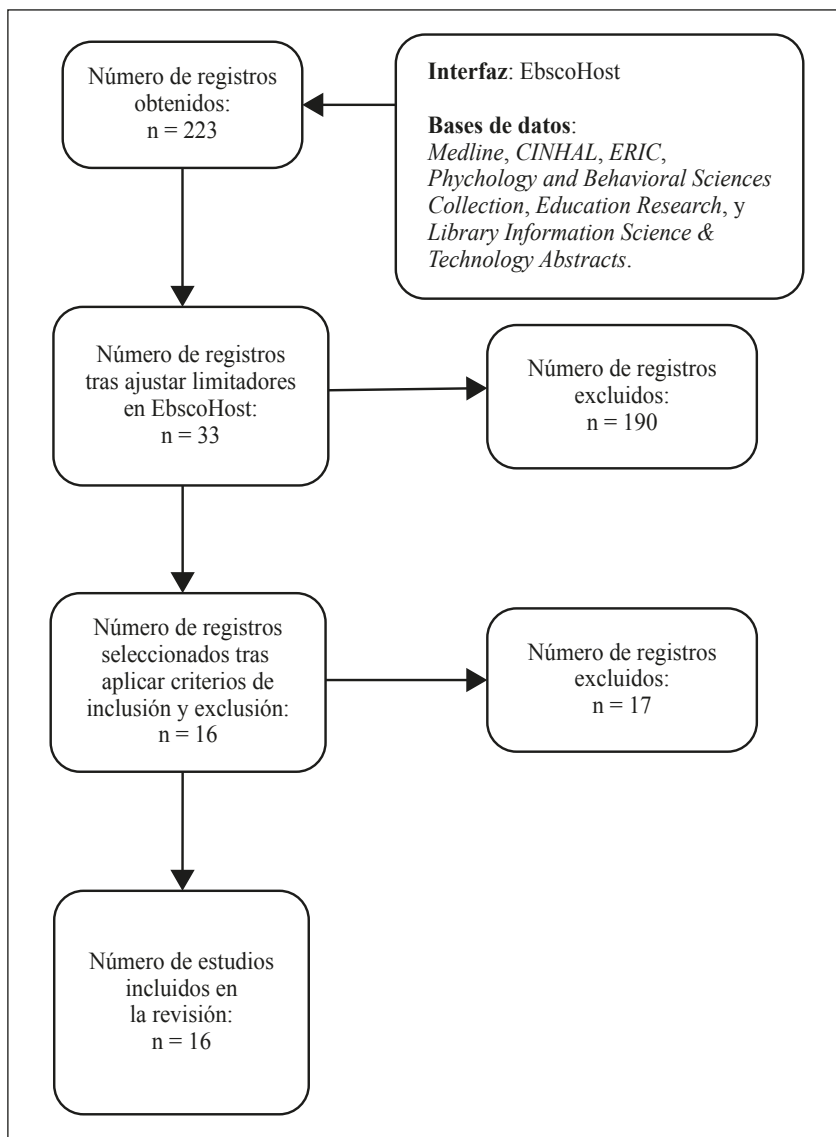 Número de registros
obtenidos:
n = 223
Interfaz: EbscoHost
Bases de datos:
Medline, CINHAL, ERIC,
Phychology and Behavioral Sciences
Collection, Education Research, y
Library Information Science &
Technology Abstracts.
Número de registros
tras ajustar limitadores
en EbscoHost:
n = 33
Número de registros
excluidos:
n = 190
Número de registros
seleccionados tras
aplicar criterios de
inclusión y exclusión:
n = 16
Número de registros
excluidos:
n = 17
Número de estudios
incluidos en
la revisión:
n = 16